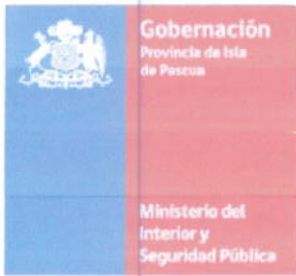 Gobernación
Provincia de Isla
de Pascua
Ministerio del
Interior y
Seguridad Pública